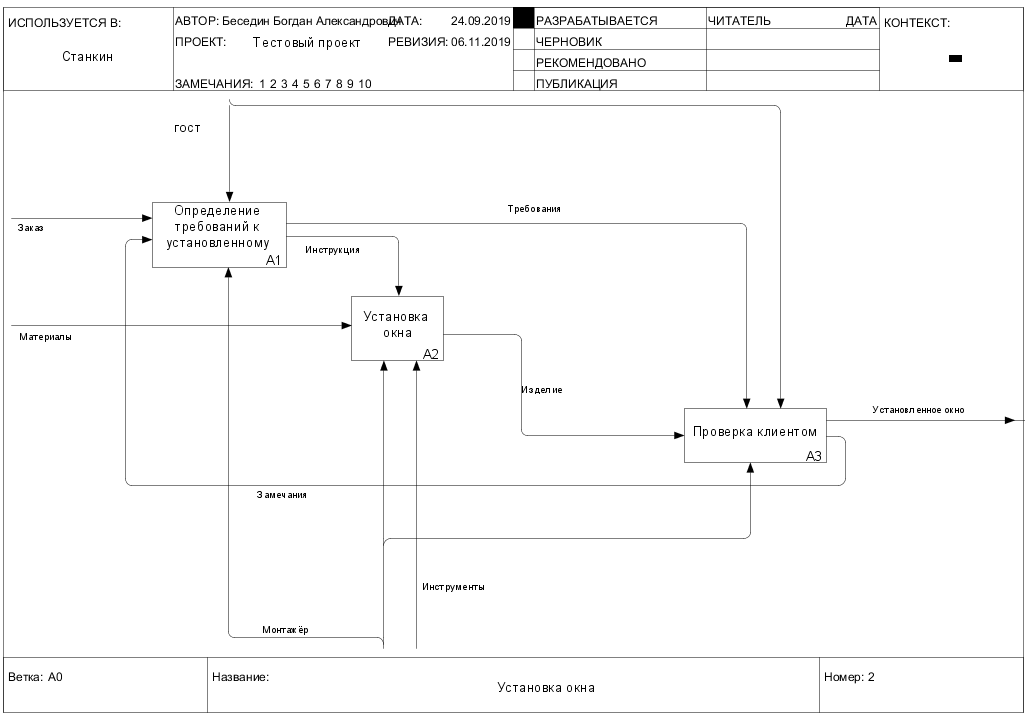 ИСПОЛЬЗУЕТСЯ В:
Станкин
АВТОР: Беседин Богдан Александрович
ДАТА: 24.09.2019
ПРОЕКТ: Тестовый проект
РЕВИЗИЯ: 06.11.2019
ЗАМЕЧАНИЯ: 1 2 3 4 5 6 7 8 9 10
РАЗРАБАТЫВАЕТСЯ
ЧЕРНОВИК
РЕКОМЕНДОВАНО
ПУБЛИКАЦИЯ
ЧИТАТЕЛЬ ДАТА
КОНТЕКСТ:
гост
Определение
требований к
установленному
A1
Заказ
Требования
Инструкция
Установка
окна
A2
Материалы
Изделие
Установленное окно
Проверка клиентом
A3
Замечания
Инструменты
Монтажёр
Ветка: A0
Название:
Установка окна
Номер: 2